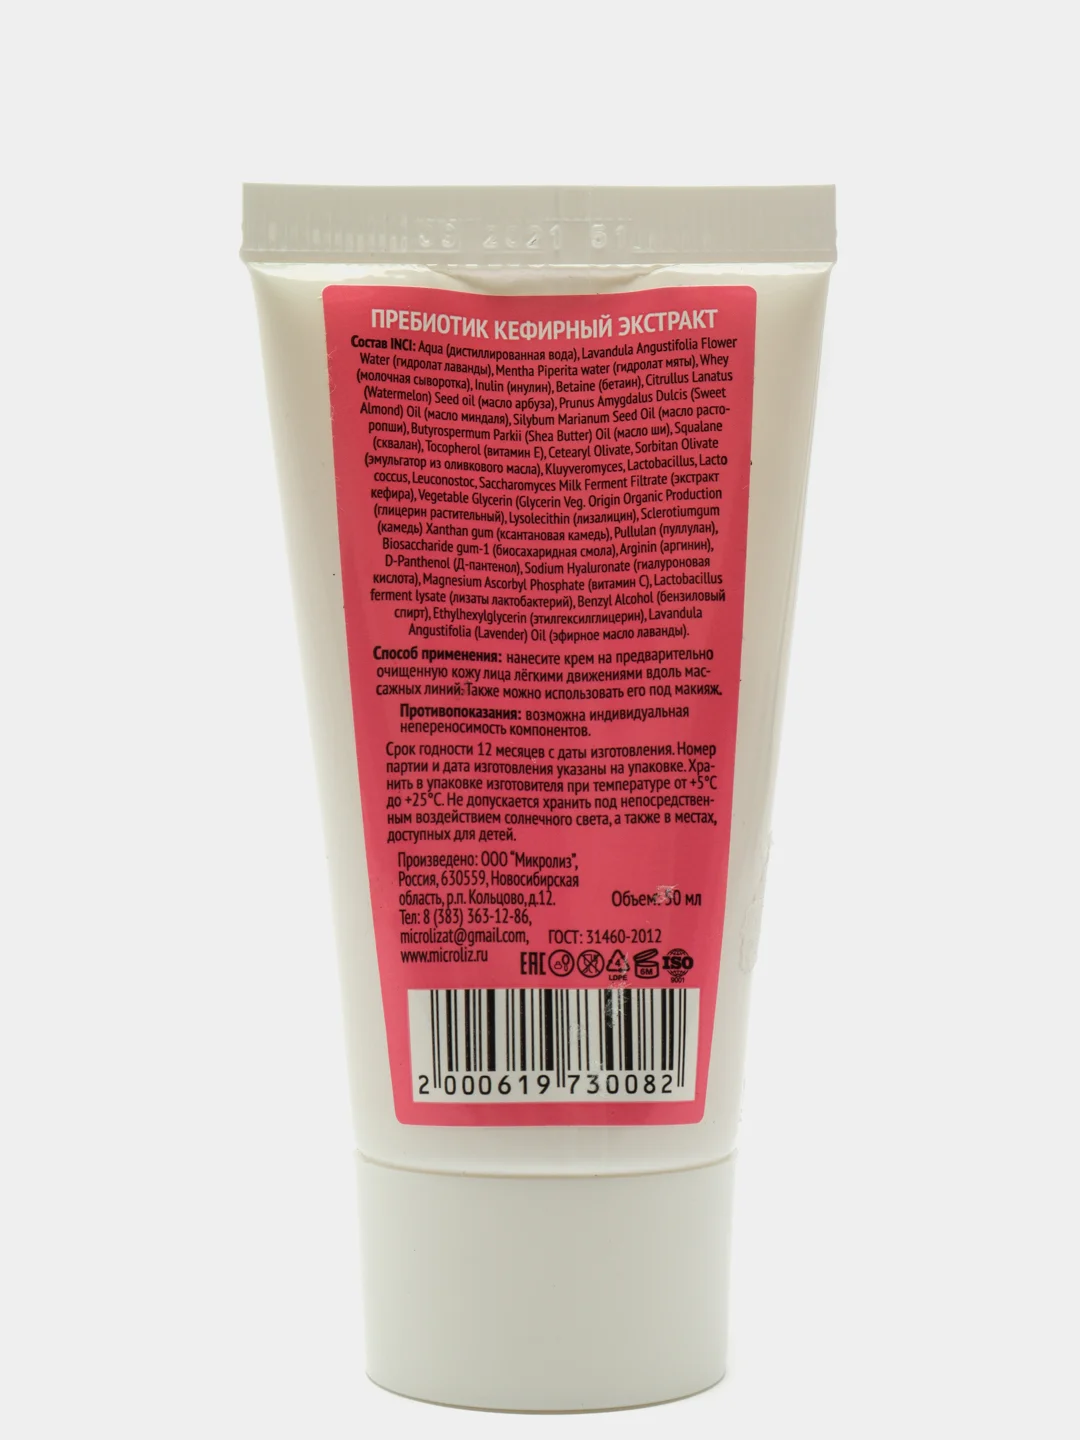 2021 51
ПРЕБИОТИК КЕФИРНЫЙ ЭКСТРАКТ
Состав INCI: Aqua (дистиллированная вода), Lavandula Angustifolia Flower
Water (гидролат лаванды), Mentha Piperita water (гидролат мяты), Whey
(молочная сыворотка), Inulin (инулин), Betaine (бетаин), Citrullus Lanatus
(Watermelon) Seed oil (масло арбуза), Prunus Amygdalus Dulcis (Sweet
Almond) Oil (масло миндаля), Silybum Marianum Seed Oil (масло расто-
ропши), Butyrospermum Parkii (Shea Butter) Oil (масло ши), Squalane
(сквалан), Tocopherol (витамин Е), Cetearyl Olivate, Sorbitan Olivate
(эмульгатор из оливкового масла), Kluyveromyces, Lactobacillus, Lacto
coccus, Leuconostoc, Saccharomyces Milk Ferment Filtrate (экстракт
кефира), Vegetable Glycerin (Glycerin Veg. Origin Organic Production
(глицерин растительный), Lysolecithin (лизалицин), Sclerotiumgum
(камедь) Xanthan gum (ксантановая камедь), Pullulan (пуллулан),
Biosaccharide gum-1 (биосахаридная смола), Arginin (аргинин),
D-Panthenol (Д-пантенол), Sodium Hyaluronate (гиалуроновая
кислота), Magnesium Ascorbyl Phosphate (витамин С), Lactobacillus
ferment lysate (лизаты лактобактерий), Benzyl Alcohol (бензиловый
спирт), Ethylhexylglycerin (этилгексилглицерин), Lavandula
Angustifolia (Lavender) Oil (эфирное масло лаванды).
Способ применения: нанесите крем на предварительно
очищенную кожу лица лёгкими движениями вдоль мас-
сажных линий. Также можно использовать его под макияж.
Противопоказания: возможна индивидуальная
непереносимость компонентов.
Срок годности 12 месяцев с даты изготовления. Номер
партии и дата изготовления указаны на упаковке. Хра-
нить в упаковке изготовителя при температуре от +5°С
до +25°С. Не допускается хранить под непосредствен-
ным воздействием солнечного света, а также в местах,
доступных для детей.
Произведено: ООО "Микролиз",
Россия, 630559, Новосибирская
область, р.п. Кольцово, д.12.
Объем: 50 мл
Тел: 8 (383) 363-12-86,
microlizat@gmail.com,
ГОСТ: 31460-2012
www.microliz.ru
EAC
4
LDPE
6M
ISO
9001
2 000619 730082